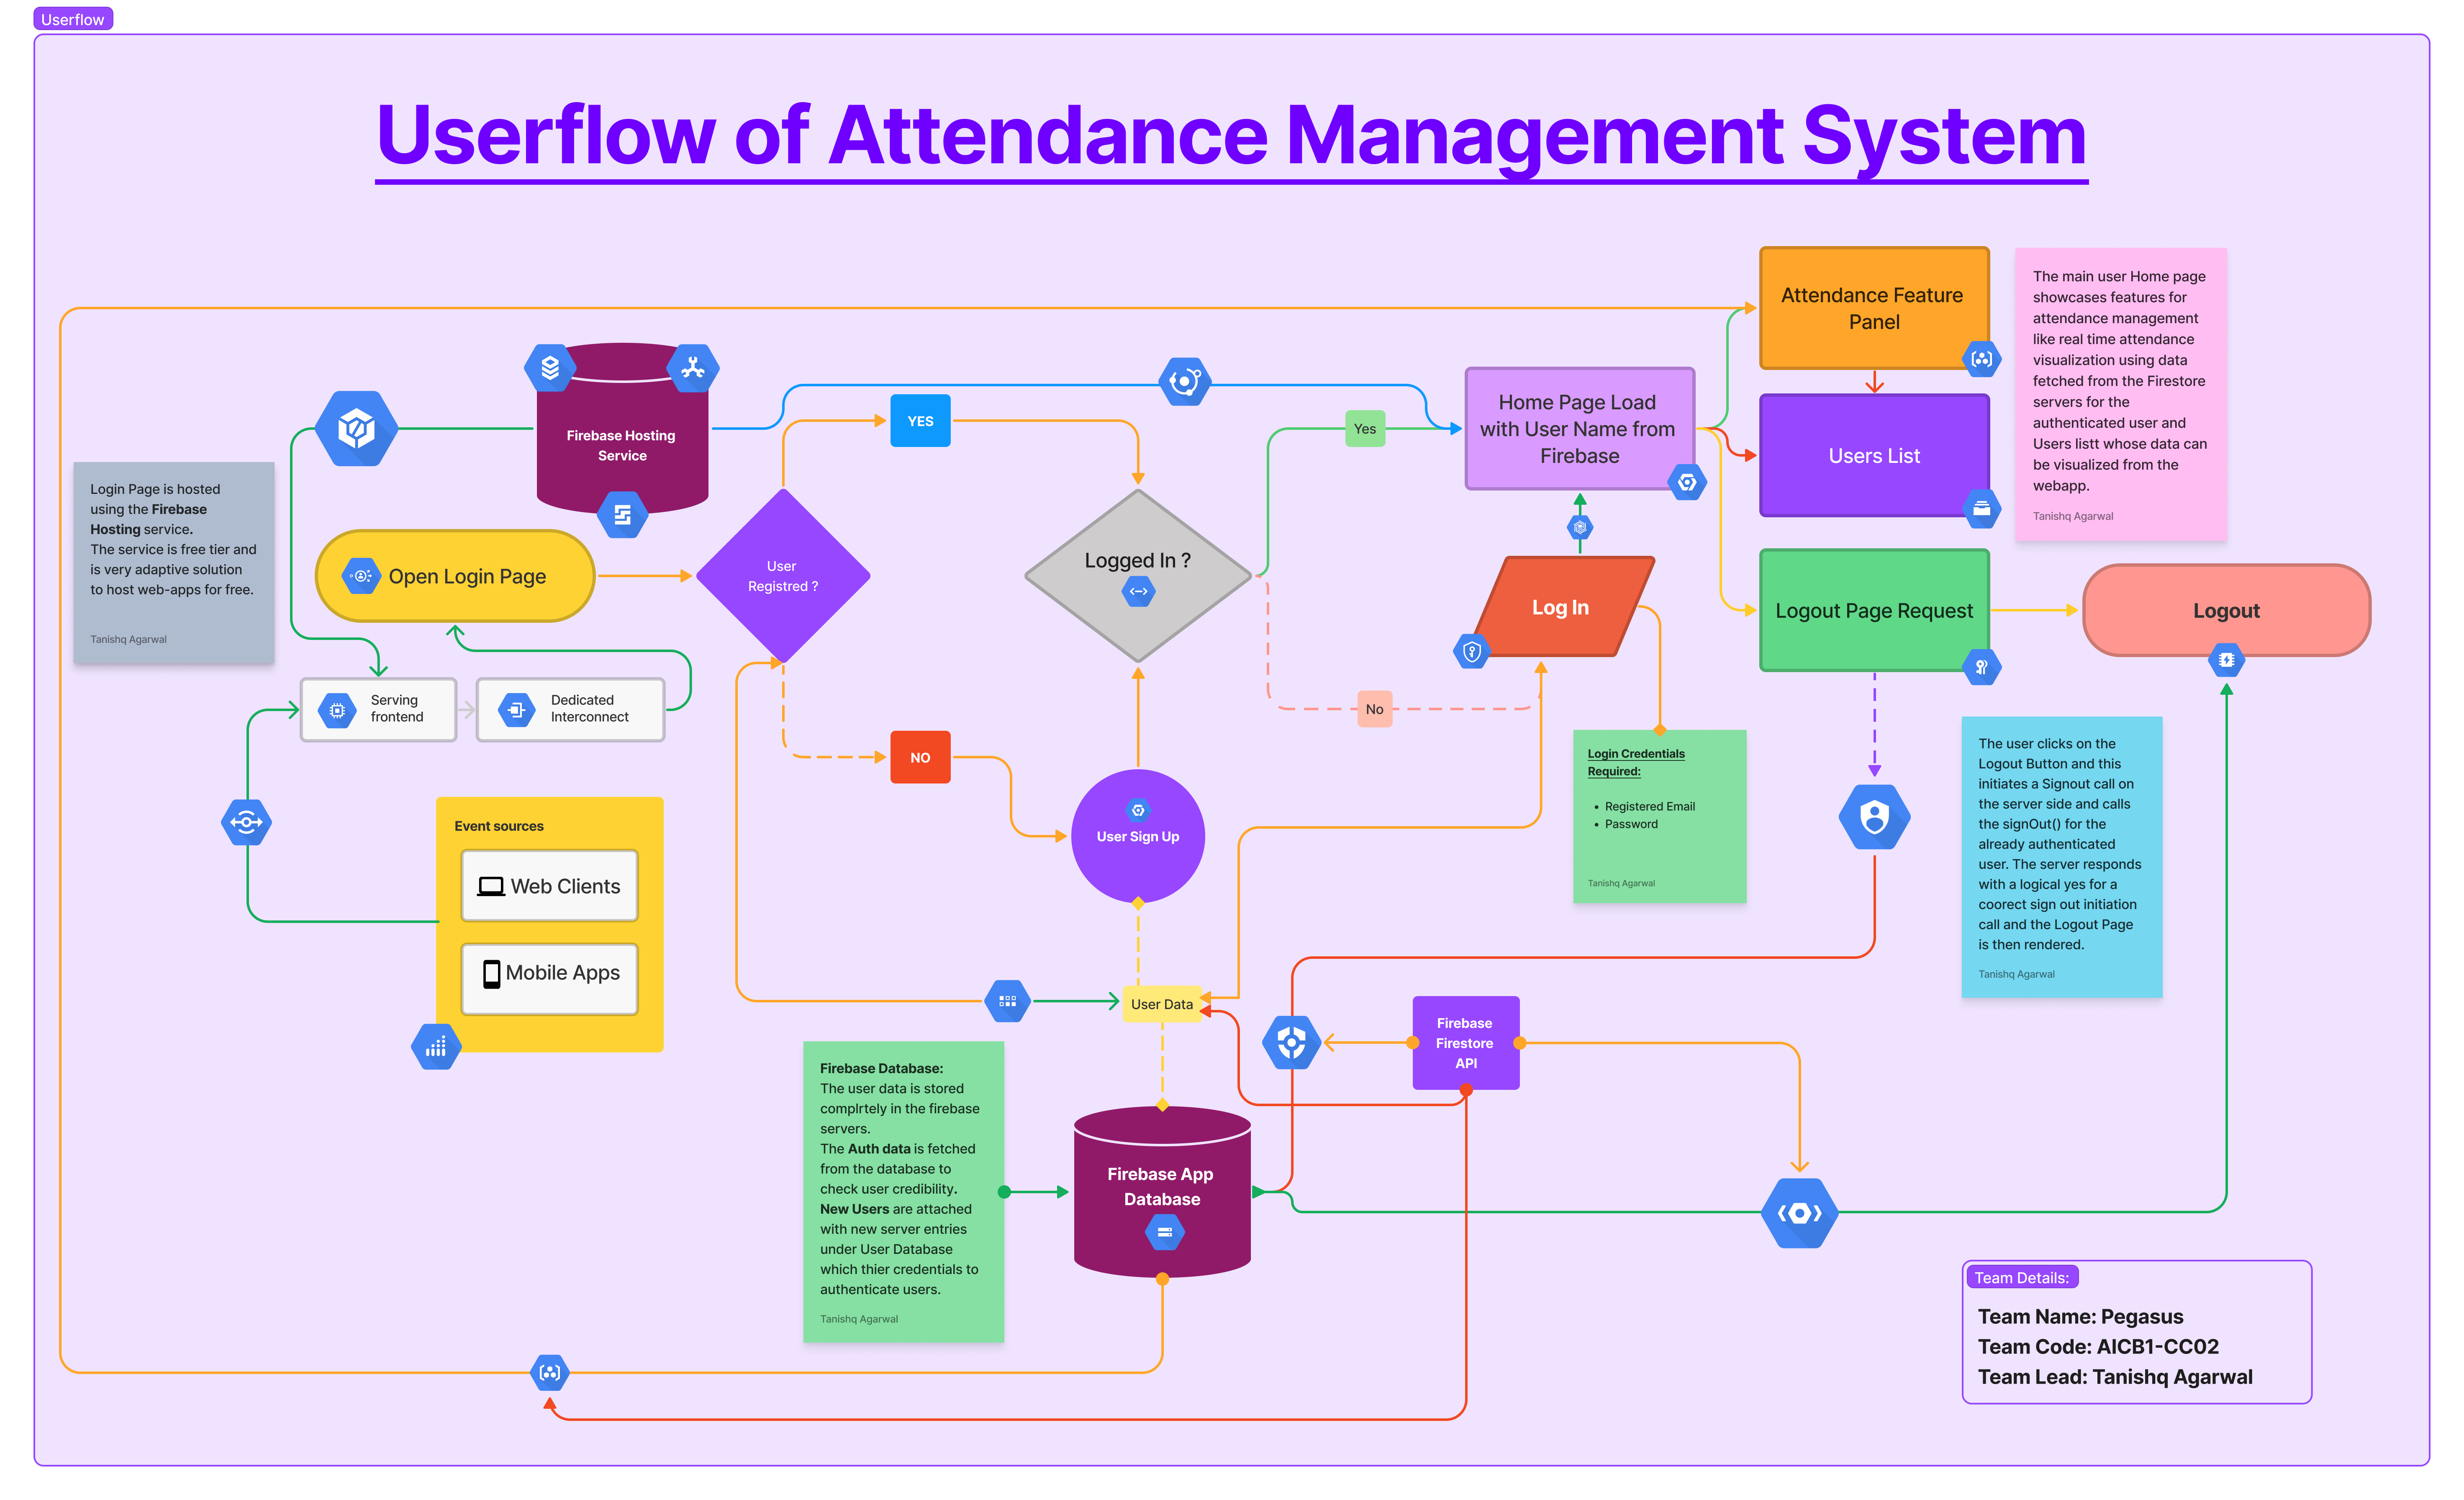 Userflow
Userflow of Attendance Management System
Attendance Feature
Panel
The main user Home page
showcases features for
attendance management
like real time attendance
visualization using data
fetched from the Firestore
servers for the
authenticated user and
Users listt whose data can
be visualized from the
webapp.
Tanishq Agarwal
Firebase Hosting
Service
YES
Yes
Home Page Load
with User Name from
Firebase
Users List
Login Page is hosted
using the Firebase
Hosting service.
The service is free tier and
is very adaptive solution
to host web-apps for free.
Tanishq Agarwal
Open Login Page
User
Registred ?
Logged In ?
Log In
Logout Page Request
Logout
Serving
frontend
Dedicated
Interconnect
No
NO
Login Credentials
Required:
• Registered Email
• Password
Tanishq Agarwal
The user clicks on the
Logout Button and this
initiates a Signout call on
the server side and calls
the signOut() for the
already authenticated
user. The server responds
with a logical yes for a
coorect sign out initiation
call and the Logout Page
is then rendered.
Tanishq Agarwal
Event sources
Web Clients
Mobile Apps
User Sign Up
User Data
Firebase
Firestore
API
Firebase Database:
The user data is stored
complrtely in the firebase
servers.
The Auth data is fetched
from the database to
check user credibility.
New Users are attached
with new server entries
under User Database
which thier credentials to
authenticate users.
Tanishq Agarwal
Firebase App
Database
Team Details:
Team Name: Pegasus
Team Code: AICB1-CC02
Team Lead: Tanishq Agarwal